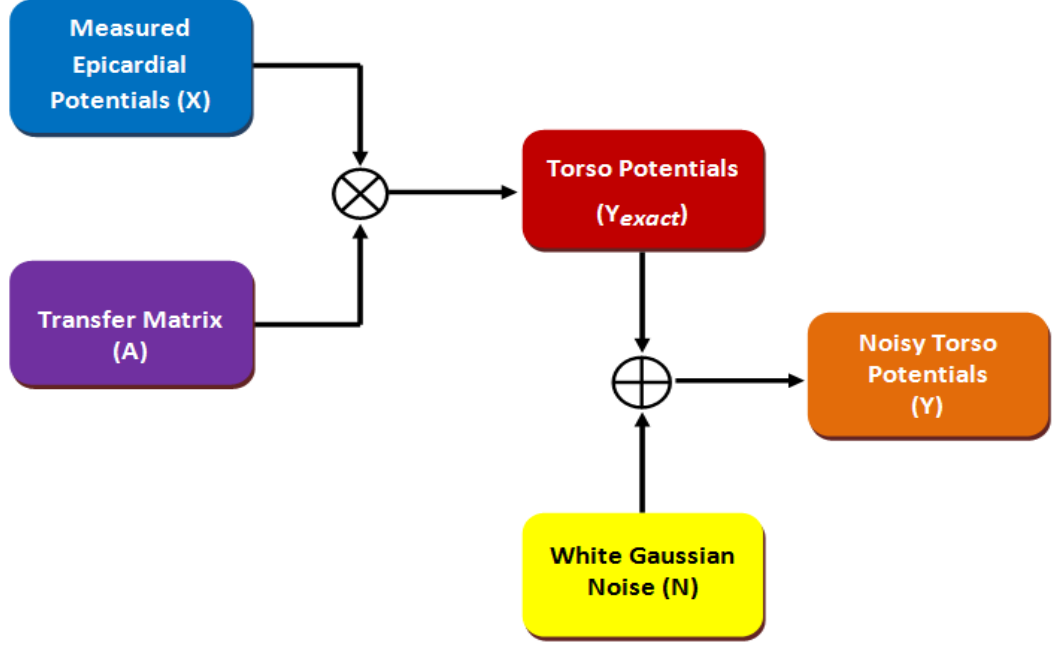 Measured
Epicardial
Potentials (X)
Torso Potentials
(Yexact)
Transfer Matrix
(A)
Noisy Torso
Potentials
(Y)
White Gaussian
Noise (N)